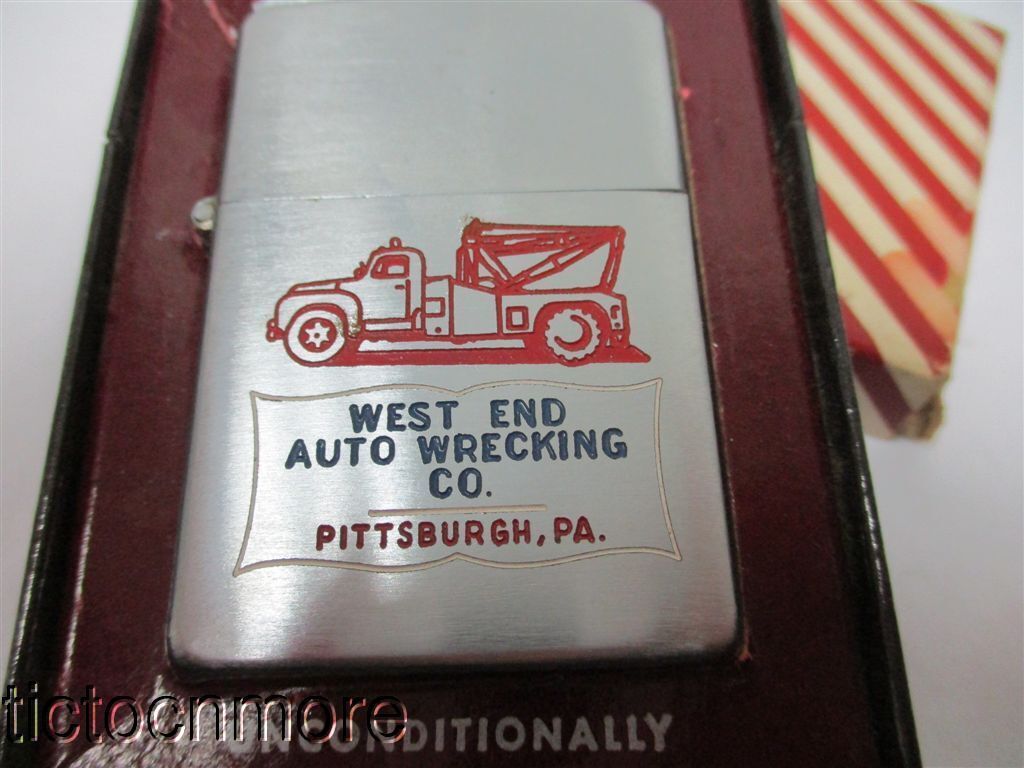 WEST END
AUTO WRECKING
CO.
PITTSBURGH, PA.
UNCONDITIONALLY
tictocnmore